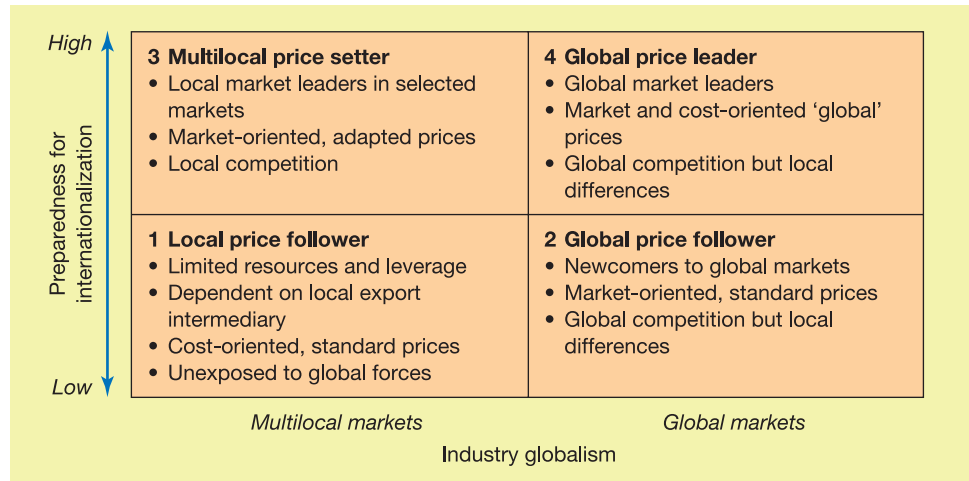 High
Preparedness for
internationalization
Low
3 Multilocal price setter
• Local market leaders in selected
markets
• Market-oriented, adapted prices
• Local competition
4 Global price leader
• Global market leaders
• Market and cost-oriented ‘global’
prices
• Global competition but local
differences
1 Local price follower
• Limited resources and leverage
• Dependent on local export
intermediary
• Cost-oriented, standard prices
• Unexposed to global forces
2 Global price follower
• Newcomers to global markets
• Market-oriented, standard prices
• Global competition but local
differences
Multilocal markets
Global markets
Industry globalism